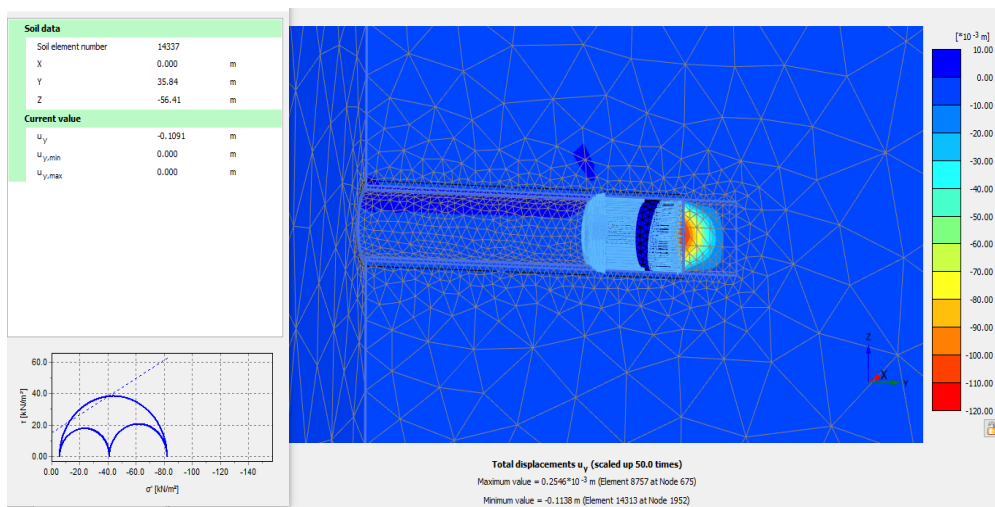 Soil data
Soil element number 14337
X 0.000 m
Y 35.84 m
Z -56.41 m
Current value
u y -0.1091 m
u y,min 0.000 m
u y,max 0.000 m
[*10 -3 m]
10.00
0.00
-10.00
-20.00
-30.00
-40.00
-50.00
-60.00
-70.00
-80.00
-90.00
-100.00
-110.00
-120.00
Z
X
Y
60.0
40.0
20.0
0.00
τ [kN/m²]
0.00 -20.0 -40.0 -60.0 -80.0 -100 -120 -140
σ' [kN/m²]
Total displacements u y (scaled up 50.0 times)
Maximum value = 0.2546*10 -3 m (Element 8757 at Node 675)
Minimum value = -0.1138 m (Element 14313 at Node 1952)